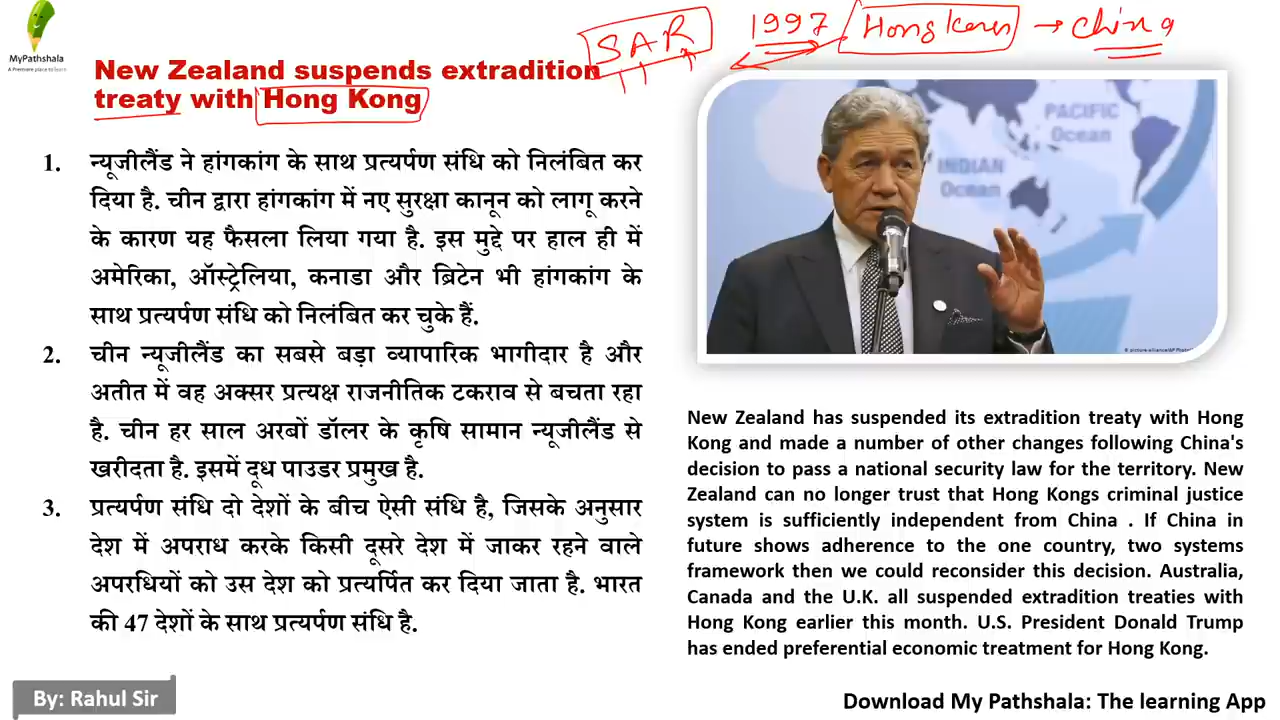 MyPathshala
A Premiere place to learn
SAR
1997 Hong Kong → China
New Zealand suspends extradition
treaty with Hong Kong
1. न्यूजीलैंड ने हांगकांग के साथ प्रत्यर्पण संधि को निलंबित कर
दिया है. चीन द्वारा हांगकांग में नए सुरक्षा कानून को लागू करने
के कारण यह फैसला लिया गया है. इस मुद्दे पर हाल ही में
अमेरिका, ऑस्ट्रेलिया, कनाडा और ब्रिटेन भी हांगकांग के
साथ प्रत्यर्पण संधि को निलंबित कर चुके हैं.
2. चीन न्यूजीलैंड का सबसे बड़ा व्यापारिक भागीदार है और
अतीत में वह अक्सर प्रत्यक्ष राजनीतिक टकराव से बचता रहा
है. चीन हर साल अरबों डॉलर के कृषि सामान न्यूजीलैंड से
खरीदता है. इसमें दूध पाउडर प्रमुख है.
3. प्रत्यर्पण संधि दो देशों के बीच ऐसी संधि है, जिसके अनुसार
देश में अपराध करके किसी दूसरे देश में जाकर रहने वाले
अपरधियों को उस देश को प्रत्यर्पित कर दिया जाता है. भारत
की 47 देशों के साथ प्रत्यर्पण संधि है.
PACIFIC
Ocean
INDIAN
Ocean
New Zealand has suspended its extradition treaty with Hong
Kong and made a number of other changes following China's
decision to pass a national security law for the territory. New
Zealand can no longer trust that Hong Kongs criminal justice
system is sufficiently independent from China . If China in
future shows adherence to the one country, two systems
framework then we could reconsider this decision. Australia,
Canada and the U.K. all suspended extradition treaties with
Hong Kong earlier this month. U.S. President Donald Trump
has ended preferential economic treatment for Hong Kong.
By: Rahul Sir
Download My Pathshala: The learning App